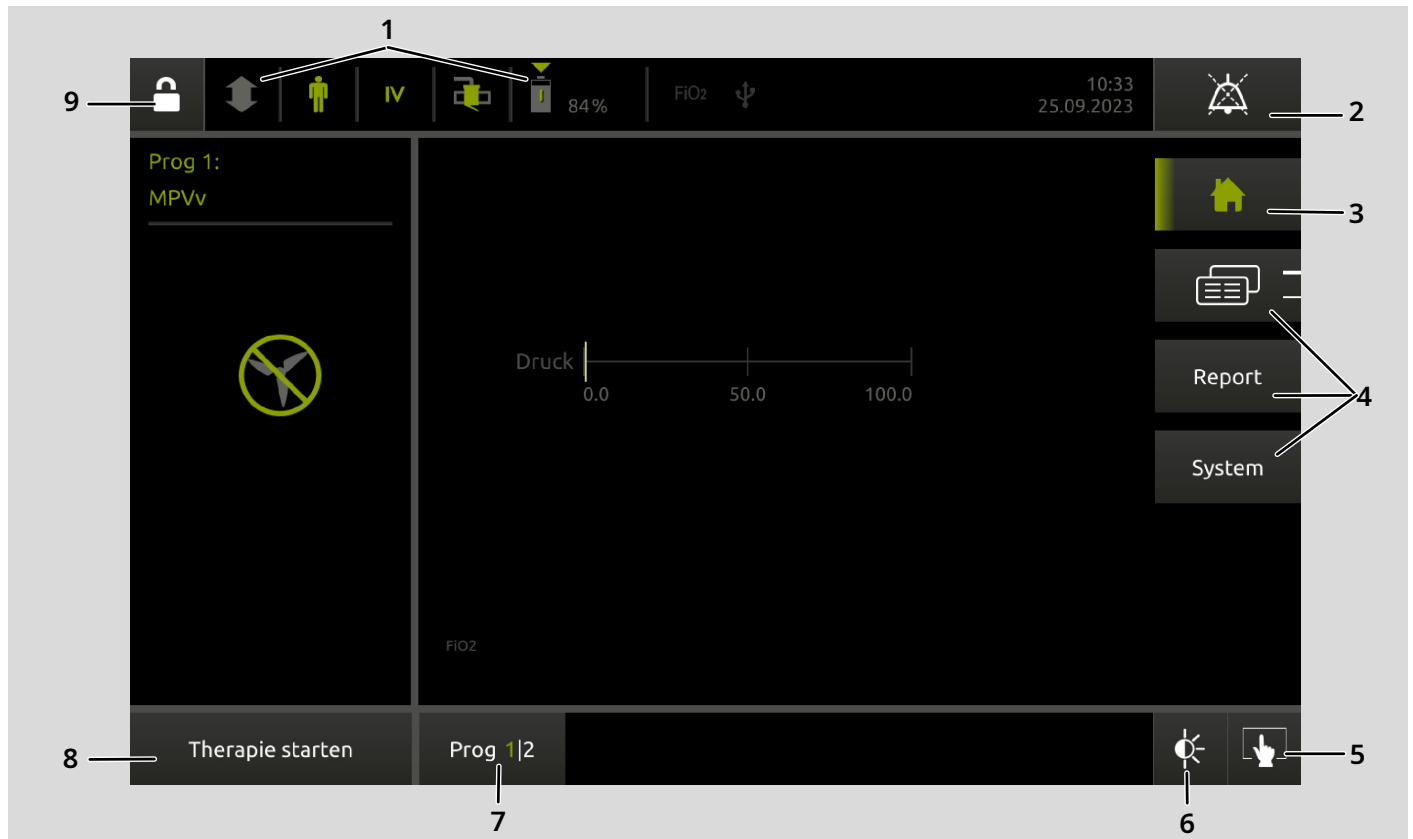 1
9
IV
84%
FiO2
10:33
25.09.2023
2
Prog 1:
MPVv
3
Druck
0.0
50.0
100.0
Report
4
System
FiO2
8
Therapie starten
Prog 1|2
5
7
6